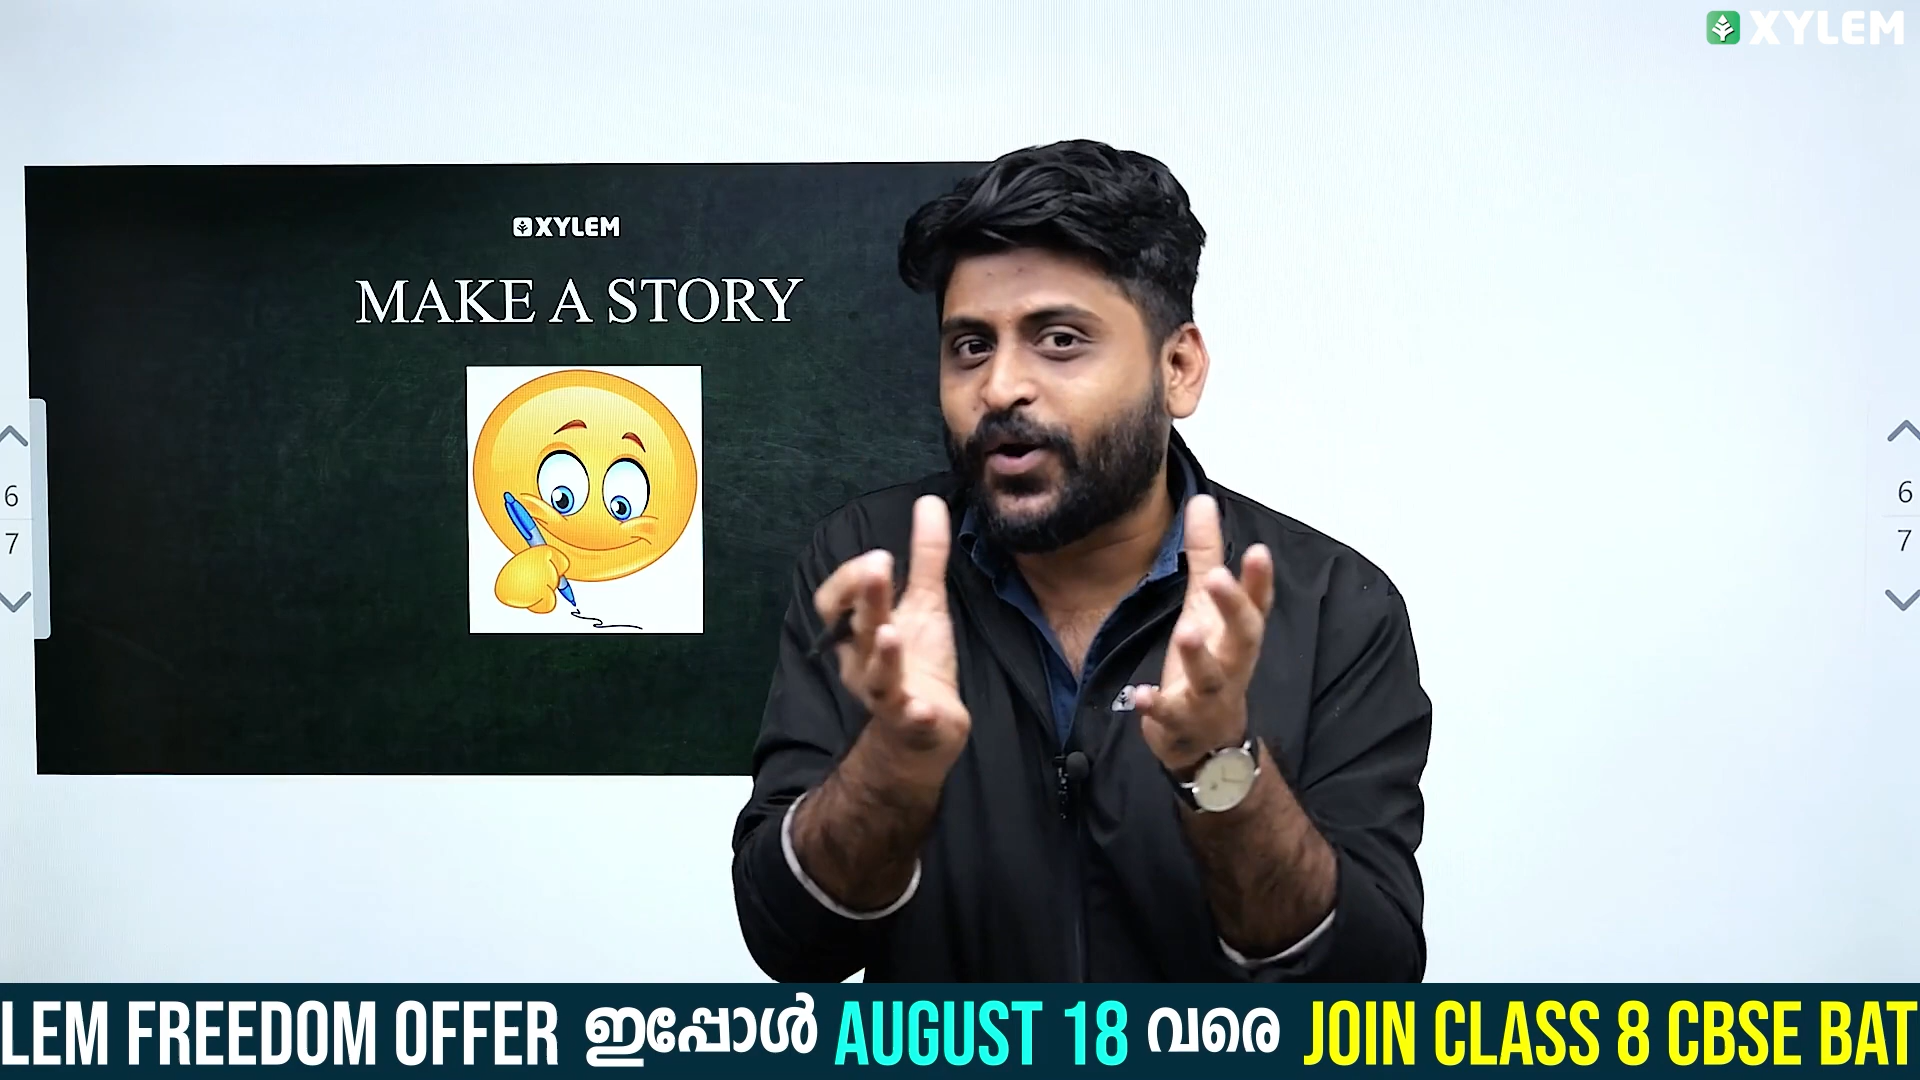 XYLEM
XYLEM
MAKE A STORY
6
7
6
7
LEM FREEDOM OFFER ഇപ്പോൾ AUGUST 18 വരെ JOIN CLASS 8 CBSE BAT